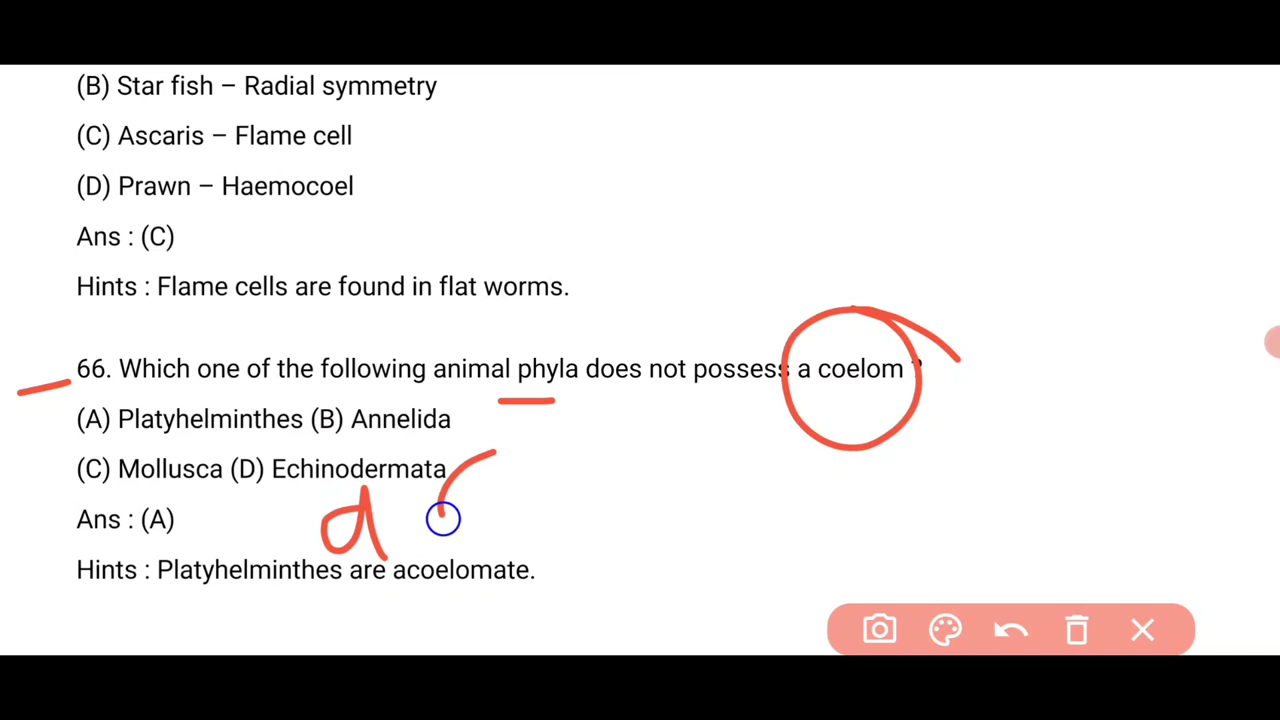 (B) Star fish – Radial symmetry
(C) Ascaris – Flame cell
(D) Prawn – Haemocoel
Ans : (C)
Hints : Flame cells are found in flat worms.
66. Which one of the following animal phyla does not possess a coelom ?
(A) Platyhelminthes (B) Annelida
(C) Mollusca (D) Echinodermata
Ans : (A)
a
Hints : Platyhelminthes are acoelomate.